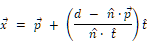 x⃗ = p⃗ + ( (d − n̂·p⃗) / (n̂ · t̂) ) t̂